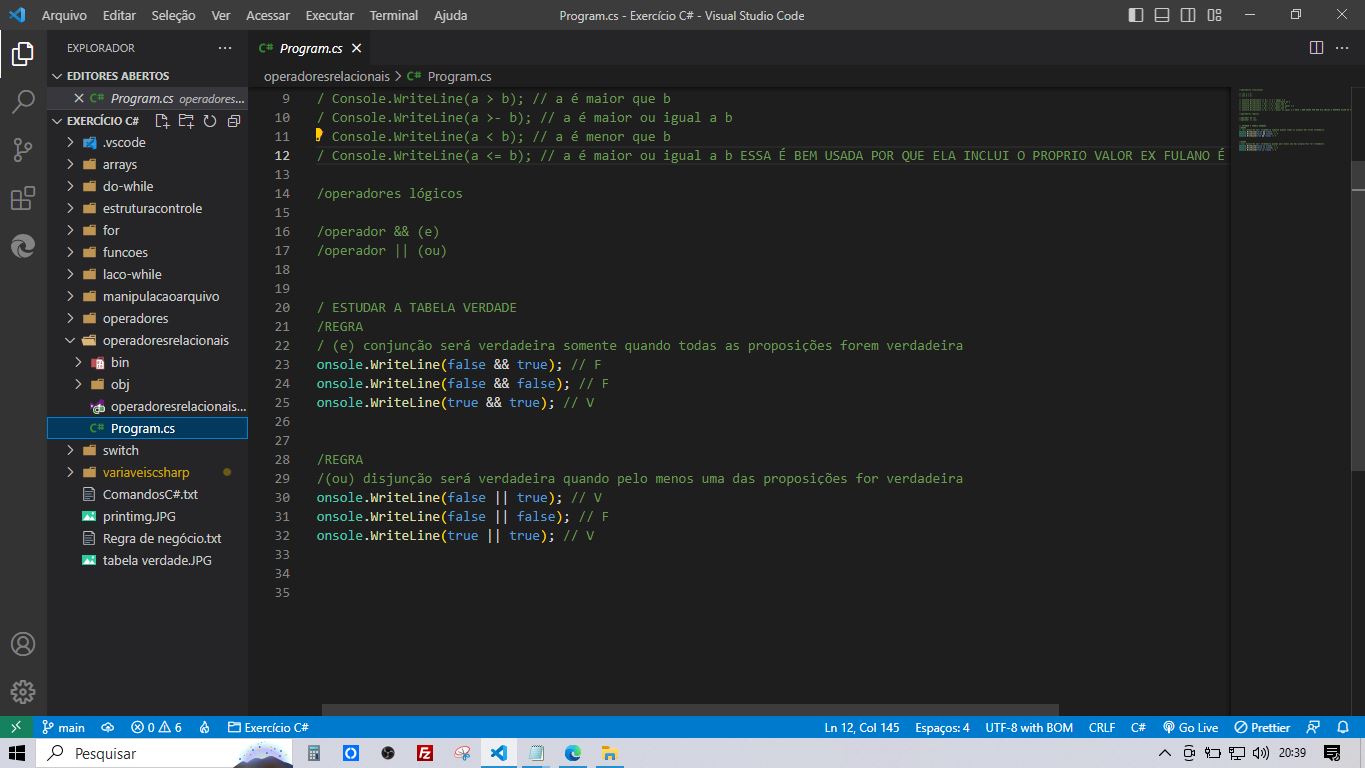 Arquivo Editar Seleção Ver Acessar Executar Terminal Ajuda
Program.cs - Exercício C# - Visual Studio Code
EXPLORADOR
EDITORES ABERTOS
C# Program.cs operadores...
EXERCÍCIO C#
.vscode
arrays
do-while
estruturacontrole
for
funcoes
laco-while
manipulacaoarquivo
operadores
operadoresrelacionais
bin
obj
operadoresrelacionais...
C# Program.cs
switch
variaveiscsharp
ComandosC#.txt
printimg.JPG
Regra de negócio.txt
tabela verdade.JPG
C# Program.cs
operadoresrelacionais > C# Program.cs
9 / Console.WriteLine(a > b); // a é maior que b
10 / Console.WriteLine(a >- b); // a é maior ou igual a b
11 Console.WriteLine(a < b); // a é menor que b
12 / Console.WriteLine(a <= b); // a é maior ou igual a b ESSA É BEM USADA POR QUE ELA INCLUI O PROPRIO VALOR EX FULANO É
13
14 /operadores lógicos
15
16 /operador && (e)
17 /operador || (ou)
18
19
20 / ESTUDAR A TABELA VERDADE
21 /REGRA
22 / (e) conjunção será verdadeira somente quando todas as proposições forem verdadeira
23 onsole.WriteLine(false && true); // F
24 onsole.WriteLine(false && false); // F
25 onsole.WriteLine(true && true); // V
26
27
28 /REGRA
29 /(ou) disjunção será verdadeira quando pelo menos uma das proposições for verdadeira
30 onsole.WriteLine(false || true); // V
31 onsole.WriteLine(false || false); // F
32 onsole.WriteLine(true || true); // V
33
34
35
main 0 6 Exercício C# Ln 12, Col 145 Espaços: 4 UTF-8 with BOM CRLF C# Go Live Prettier
Pesquisar
20:39